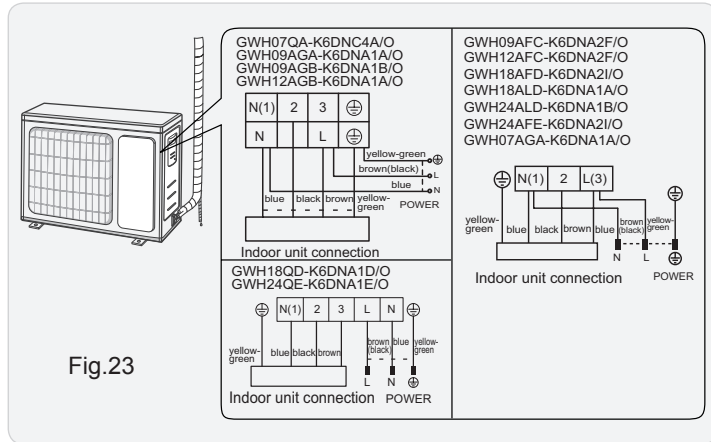 GWH07QA-K6DNC4A/O
GWH09AGA-K6DNA1A/O
GWH09AGB-K6DNA1B/O
GWH12AGB-K6DNA1A/O
N(1) 2 3
N L
yellow-green
brown(black) L
blue N
blue black brown yellow-
green
POWER
Indoor unit connection
GWH18QD-K6DNA1D/O
GWH24QE-K6DNA1E/O
N(1) 2 3 L N
yellow-
green
blue black brown
brown
(black)
blue yellow-
green
L N
Indoor unit connection POWER
GWH09AFC-K6DNA2F/O
GWH12AFC-K6DNA2F/O
GWH18AFD-K6DNA2I/O
GWH18ALD-K6DNA1A/O
GWH24ALD-K6DNA1B/O
GWH24AFE-K6DNA2I/O
GWH07AGA-K6DNA1A/O
N(1) 2 L(3)
yellow-
green
blue black brown blue
brown
(black)
yellow-
green
N L
Indoor unit connection POWER
Fig.23